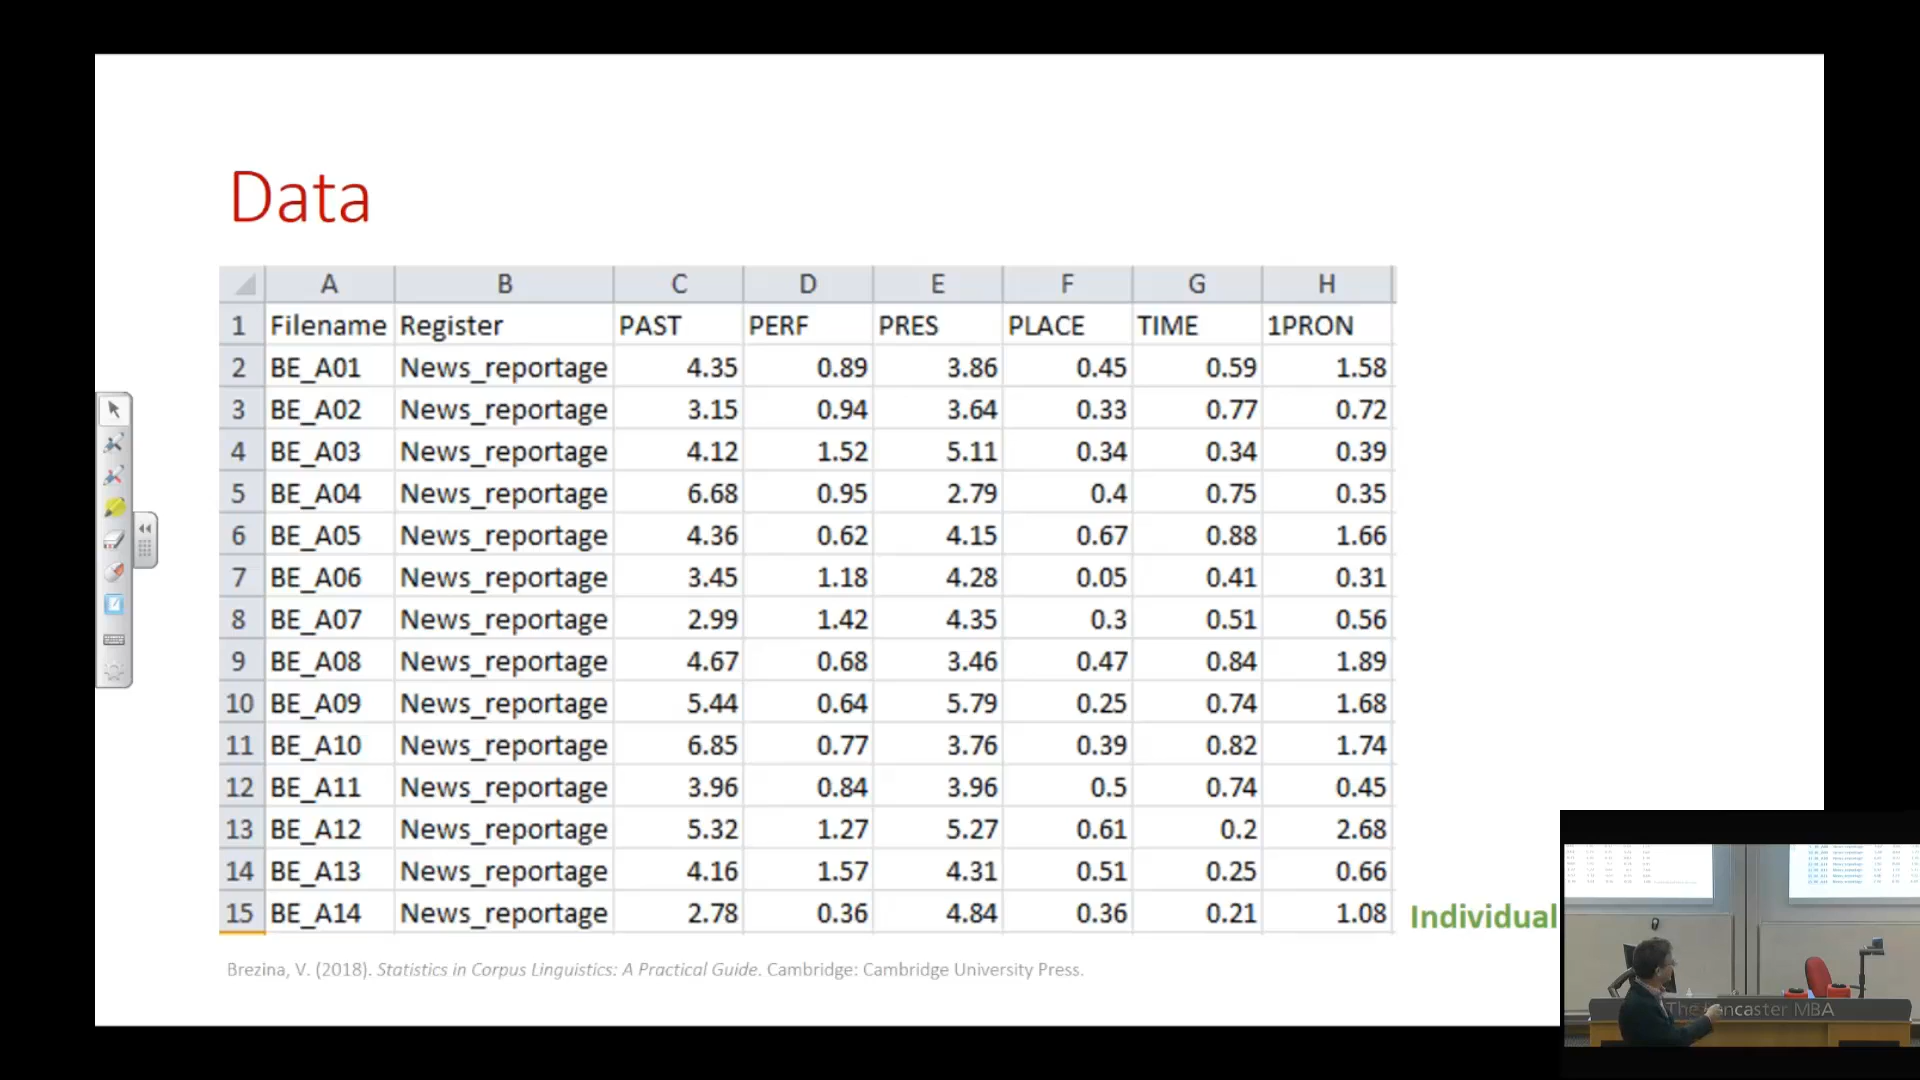 Data
A B C D E F G H
1 Filename Register PAST PERF PRES PLACE TIME 1PRON
2 BE_A01 News_reportage 4.35 0.89 3.86 0.45 0.59 1.58
3 BE_A02 News_reportage 3.15 0.94 3.64 0.33 0.77 0.72
4 BE_A03 News_reportage 4.12 1.52 5.11 0.34 0.34 0.39
5 BE_A04 News_reportage 6.68 0.95 2.79 0.4 0.75 0.35
6 BE_A05 News_reportage 4.36 0.62 4.15 0.67 0.88 1.66
7 BE_A06 News_reportage 3.45 1.18 4.28 0.05 0.41 0.31
8 BE_A07 News_reportage 2.99 1.42 4.35 0.3 0.51 0.56
9 BE_A08 News_reportage 4.67 0.68 3.46 0.47 0.84 1.89
10 BE_A09 News_reportage 5.44 0.64 5.79 0.25 0.74 1.68
11 BE_A10 News_reportage 6.85 0.77 3.76 0.39 0.82 1.74
12 BE_A11 News_reportage 3.96 0.84 3.96 0.5 0.74 0.45
13 BE_A12 News_reportage 5.32 1.27 5.27 0.61 0.2 2.68
14 BE_A13 News_reportage 4.16 1.57 4.31 0.51 0.25 0.66
15 BE_A14 News_reportage 2.78 0.36 4.84 0.36 0.21 1.08
Individual
Brezina, V. (2018). Statistics in Corpus Linguistics: A Practical Guide. Cambridge: Cambridge University Press.
The Lancaster MBA